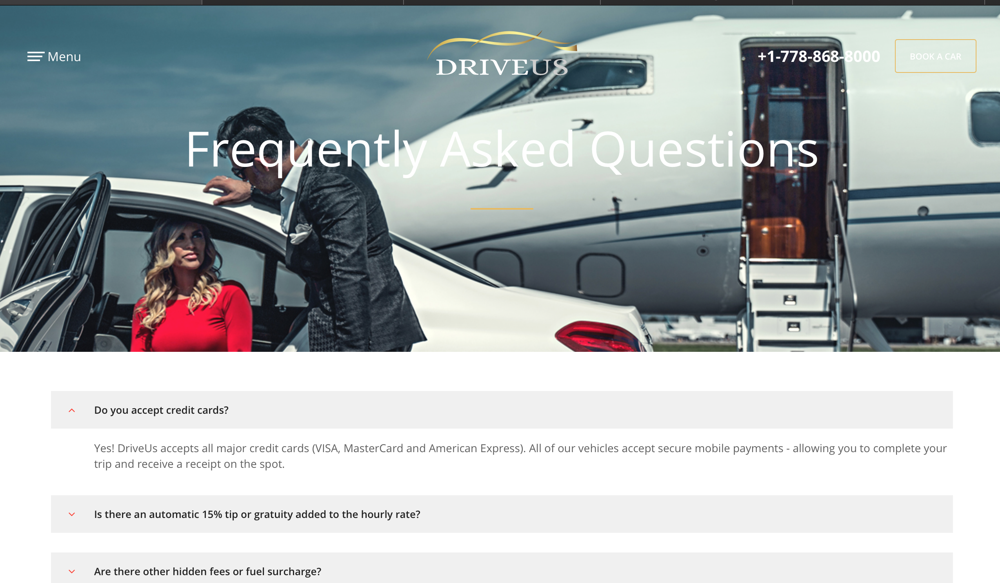 Menu
DRIVEUS
+1-778-868-8000
BOOK A CAR
Frequently Asked Questions
Do you accept credit cards?
Yes! DriveUs accepts all major credit cards (VISA, MasterCard and American Express). All of our vehicles accept secure mobile payments - allowing you to complete your
trip and receive a receipt on the spot.
Is there an automatic 15% tip or gratuity added to the hourly rate?
Are there other hidden fees or fuel surcharge?